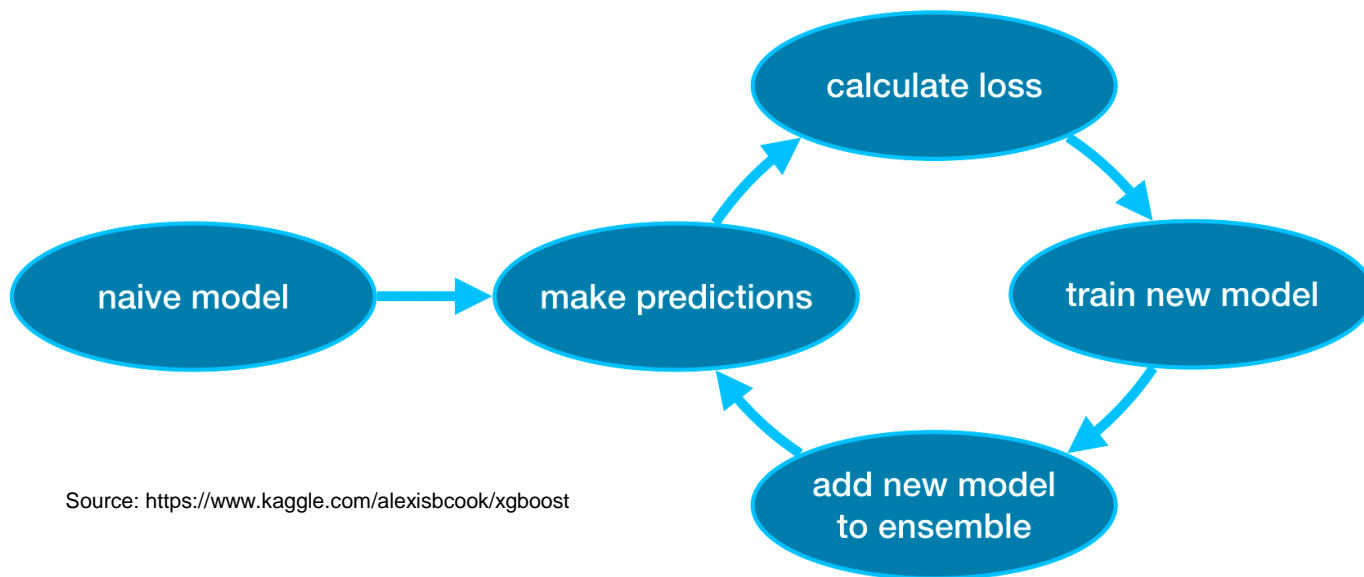 calculate loss
naive model
make predictions
train new model
add new model
to ensemble
Source: https://www.kaggle.com/alexisbcook/xgboost